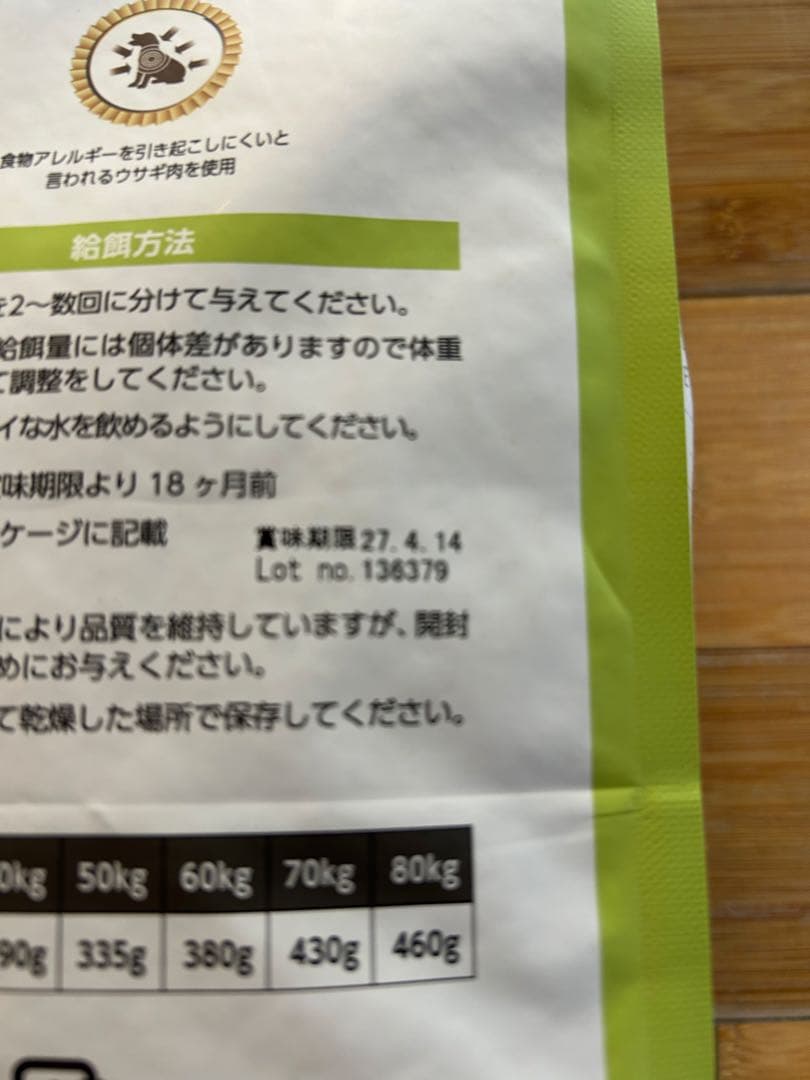 食物アレルギーを引き起こしにくいと
言われるウサギ肉を使用
給餌方法
を2〜数回に分けて与えてください。
給餌量には個体差がありますので体重
て調整をしてください。
イな水を飲めるようにしてください。
味期限より 18 ヶ月前
ケージに記載
賞味期限27. 4. 14
Lot no. 136379
により品質を維持していますが、開封
めにお与えください。
て乾燥した場所で保存してください。
0kg 50kg 60kg 70kg 80kg
90g 335g 380g 430g 460g